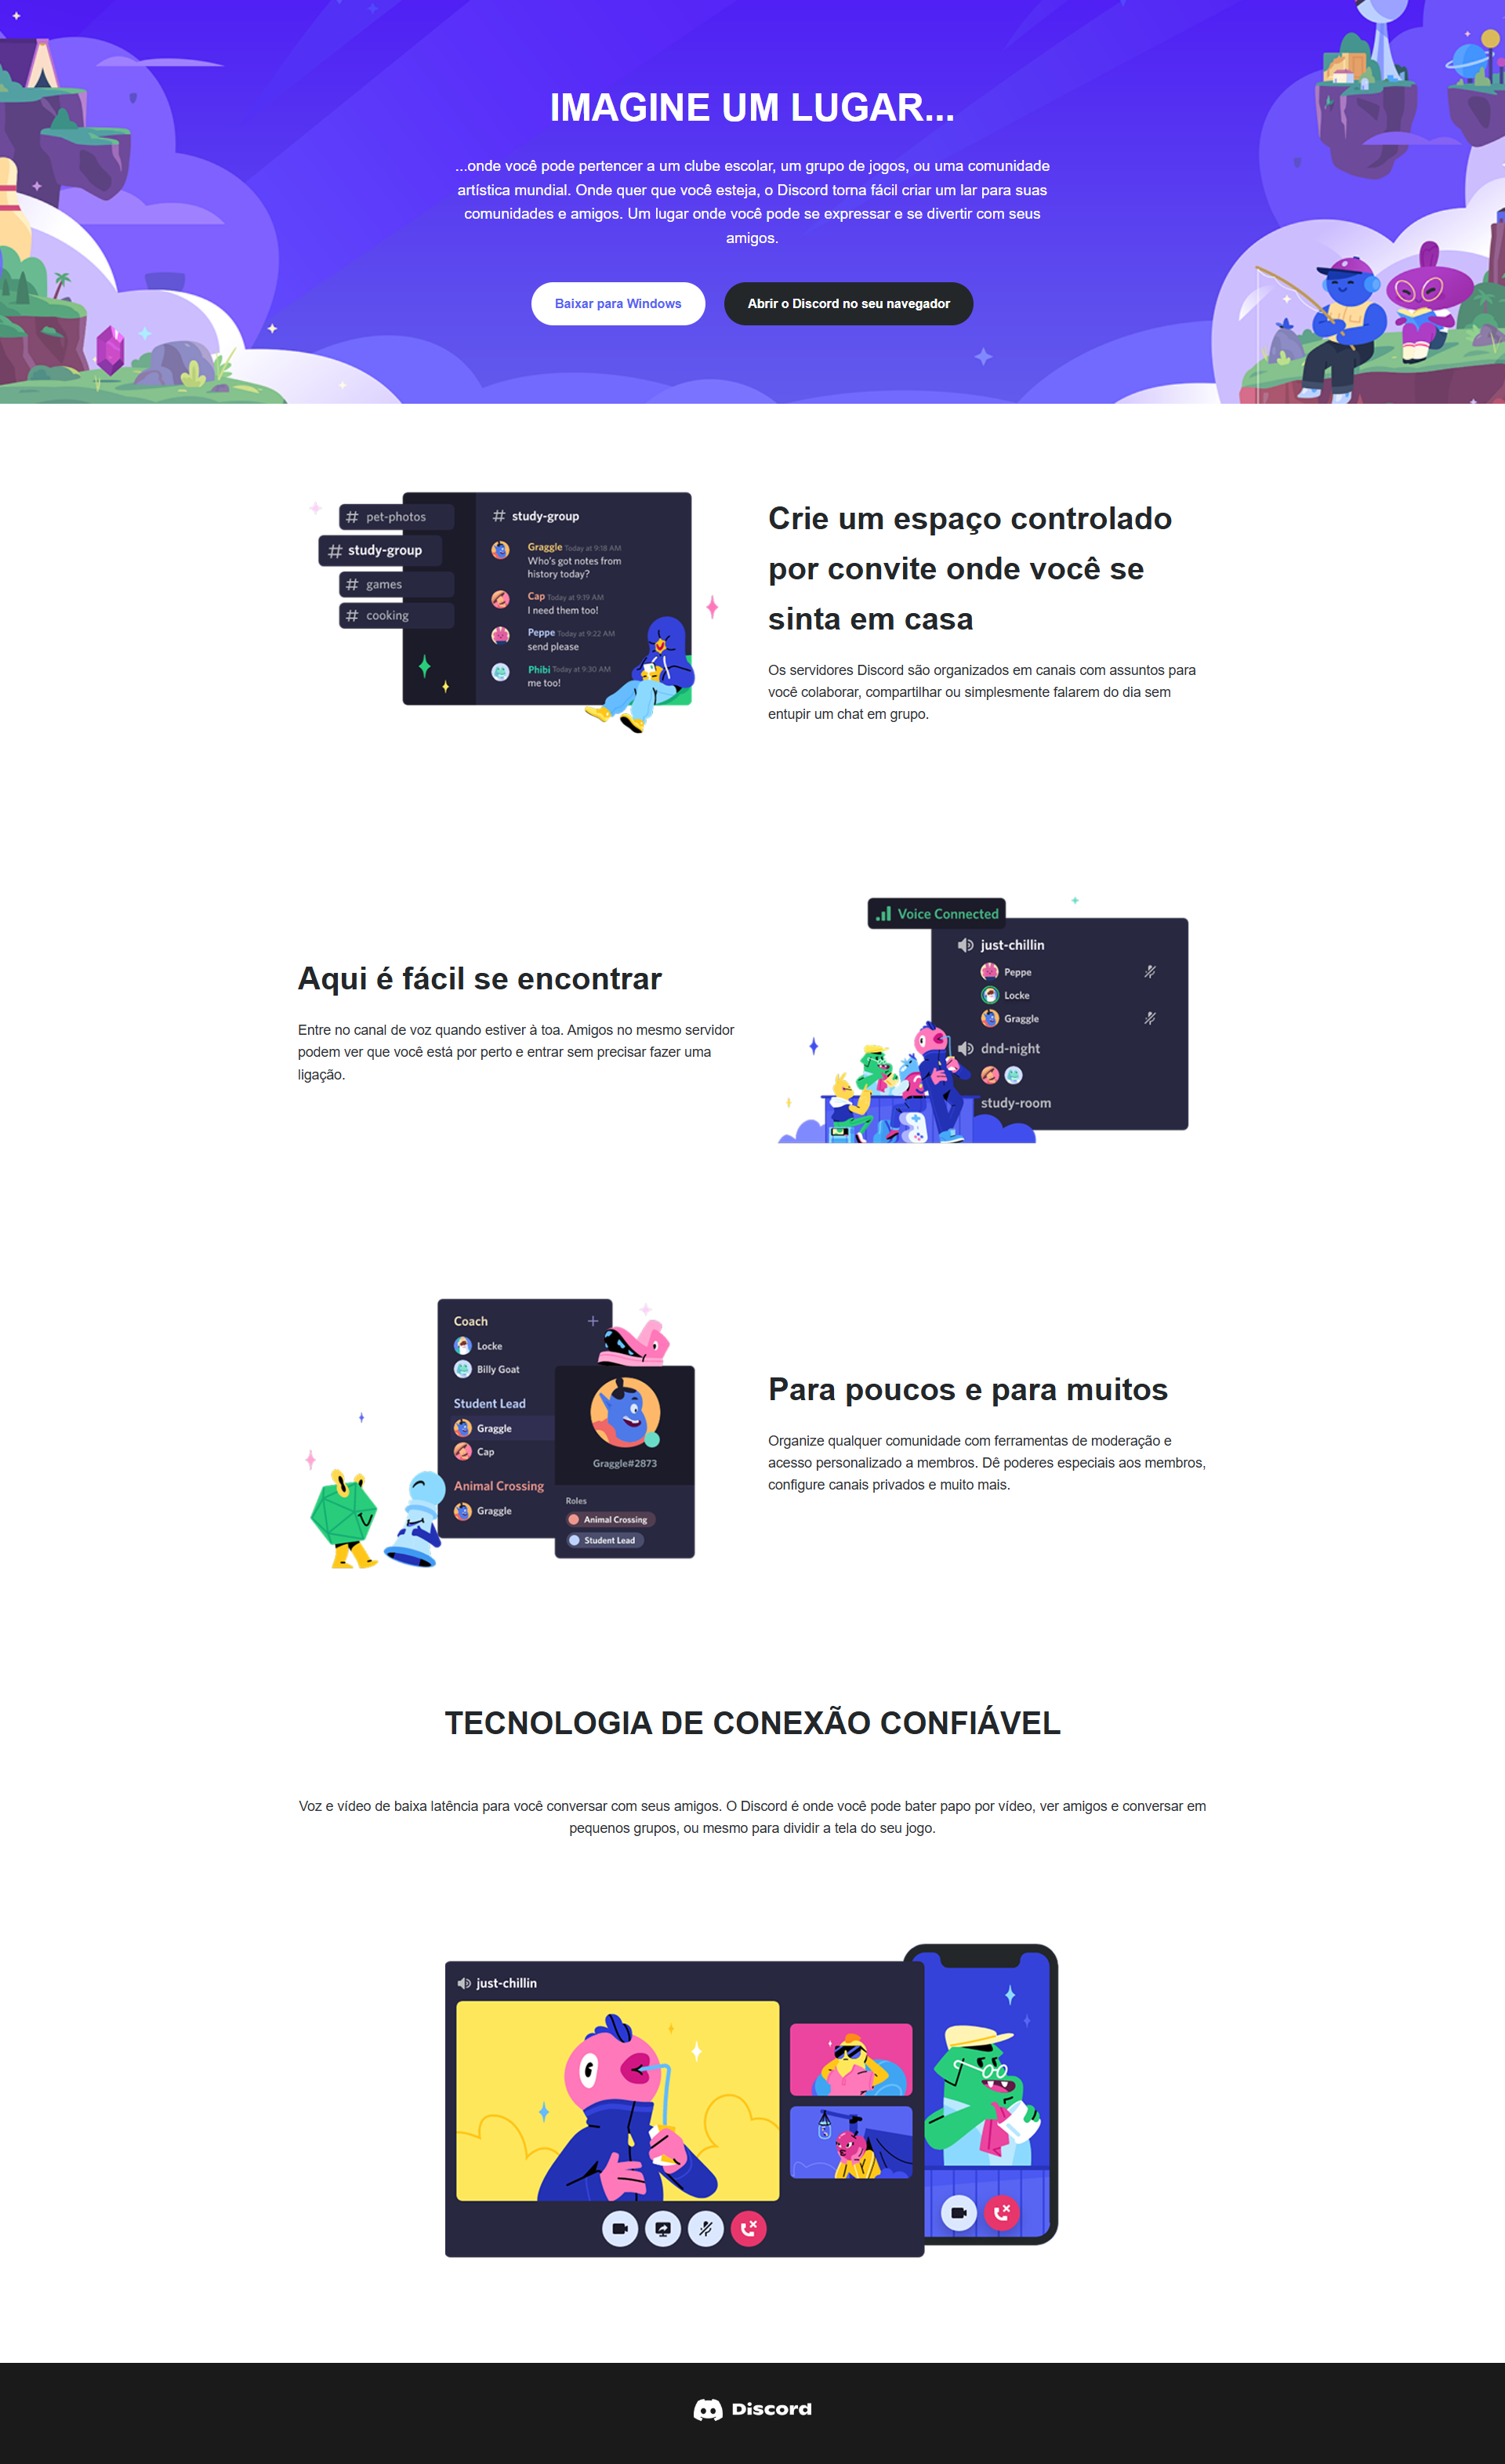 IMAGINE UM LUGAR...
...onde você pode pertencer a um clube escolar, um grupo de jogos, ou uma comunidade
artística mundial. Onde quer que você esteja, o Discord torna fácil criar um lar para suas
comunidades e amigos. Um lugar onde você pode se expressar e se divertir com seus
amigos.
Baixar para Windows
Abrir o Discord no seu navegador
# pet-photos
# study-group
# games
# cooking
# study-group
Graggle Today at 9:18 AM
Who's got notes from
history today?
Cap Today at 9:19 AM
I need them too!
Peppe Today at 9:22 AM
send please
Phibi Today at 9:30 AM
me too!
Crie um espaço controlado
por convite onde você se
sinta em casa
Os servidores Discord são organizados em canais com assuntos para
você colaborar, compartilhar ou simplesmente falarem do dia sem
entupir um chat em grupo.
Aqui é fácil se encontrar
Entre no canal de voz quando estiver à toa. Amigos no mesmo servidor
podem ver que você está por perto e entrar sem precisar fazer uma
ligação.
Voice Connected
just-chillin
Peppe
Locke
Graggle
dnd-night
study-room
Coach
Locke
Billy Goat
Student Lead
Graggle
Cap
Animal Crossing
Graggle
Graggle#2873
Roles
Animal Crossing
Student Lead
Para poucos e para muitos
Organize qualquer comunidade com ferramentas de moderação e
acesso personalizado a membros. Dê poderes especiais aos membros,
configure canais privados e muito mais.
TECNOLOGIA DE CONEXÃO CONFIÁVEL
Voz e vídeo de baixa latência para você conversar com seus amigos. O Discord é onde você pode bater papo por vídeo, ver amigos e conversar em
pequenos grupos, ou mesmo para dividir a tela do seu jogo.
just-chillin
Discord